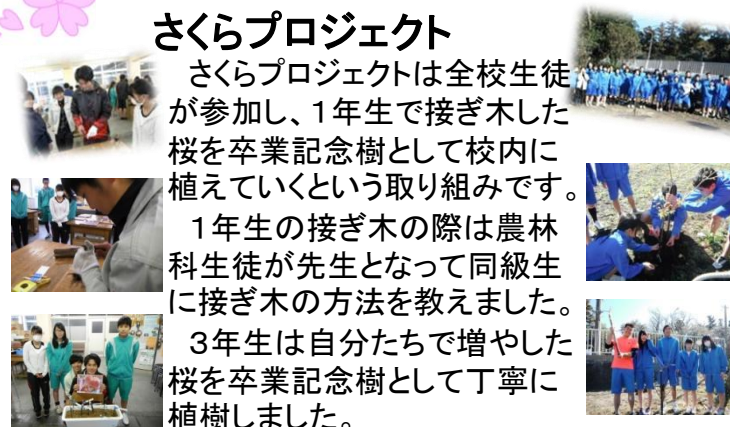 さくらプロジェクト
さくらプロジェクトは全校生徒
が参加し、１年生で接ぎ木した
桜を卒業記念樹として校内に
植えていくという取り組みです。
１年生の接ぎ木の際は農林
科生徒が先生となって同級生
に接ぎ木の方法を教えました。
３年生は自分たちで増やした
桜を卒業記念樹として丁寧に
植樹しました。